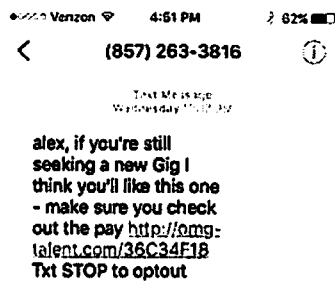 Verizon 4:51 PM 62%
(857) 263-3816
Text Message
Wednesday
alex, if you're still
seeking a new Gig I
think you'll like this one
- make sure you check
out the pay http://omg-
talent.com/36C34F18
Txt STOP to optout